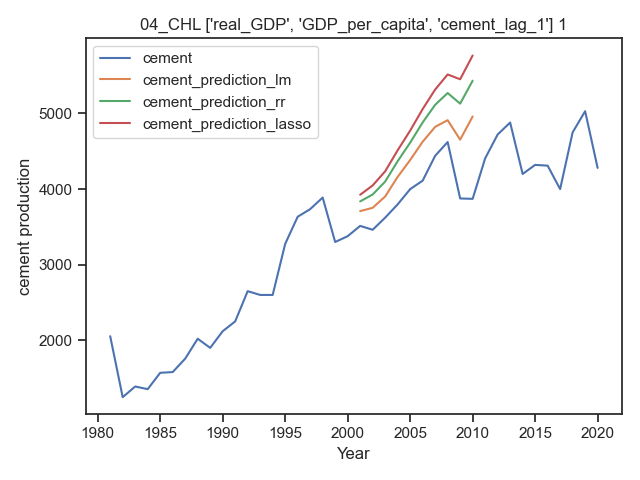 04_CHL ['real_GDP', 'GDP_per_capita', 'cement_lag_1'] 1
cement
cement_prediction_lm
cement_prediction_rr
cement_prediction_lasso
cement production
5000
4000
3000
2000
1980 1985 1990 1995 2000 2005 2010 2015 2020
Year